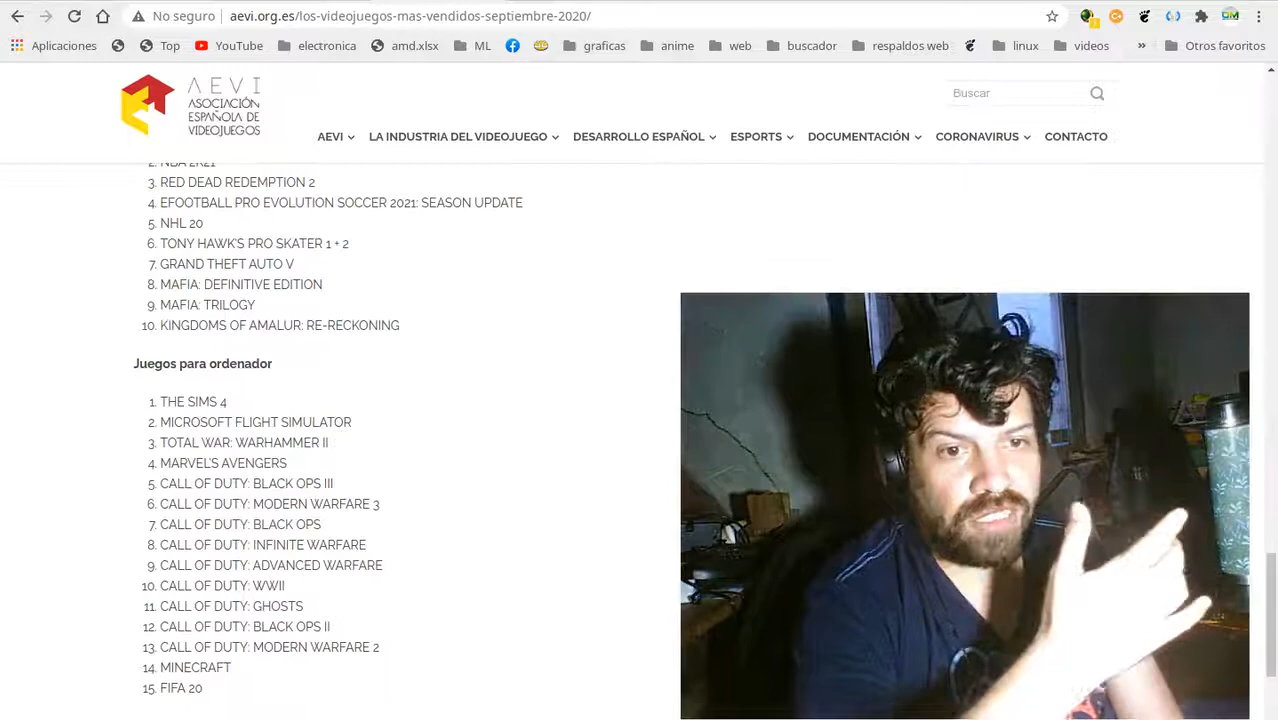 No seguro aevi.org.es/los-videojuegos-mas-vendidos-septiembre-2020/
Aplicaciones Top YouTube electronica amd.xlsx ML graficas anime web buscador respaldos web linux videos » Otros favoritos
AEVI
ASOCIACIÓN
ESPAÑOLA DE
VIDEOJUEGOS
Buscar
AEVI LA INDUSTRIA DEL VIDEOJUEGO DESARROLLO ESPAÑOL ESPORTS DOCUMENTACIÓN CORONAVIRUS CONTACTO
2. NBA 2K21
3. RED DEAD REDEMPTION 2
4. EFOOTBALL PRO EVOLUTION SOCCER 2021: SEASON UPDATE
5. NHL 20
6. TONY HAWK'S PRO SKATER 1 + 2
7. GRAND THEFT AUTO V
8. MAFIA: DEFINITIVE EDITION
9. MAFIA: TRILOGY
10. KINGDOMS OF AMALUR: RE-RECKONING
Juegos para ordenador
1. THE SIMS 4
2. MICROSOFT FLIGHT SIMULATOR
3. TOTAL WAR: WARHAMMER II
4. MARVEL'S AVENGERS
5. CALL OF DUTY: BLACK OPS III
6. CALL OF DUTY: MODERN WARFARE 3
7. CALL OF DUTY: BLACK OPS
8. CALL OF DUTY: INFINITE WARFARE
9. CALL OF DUTY: ADVANCED WARFARE
10. CALL OF DUTY: WWII
11. CALL OF DUTY: GHOSTS
12. CALL OF DUTY: BLACK OPS II
13. CALL OF DUTY: MODERN WARFARE 2
14. MINECRAFT
15. FIFA 20